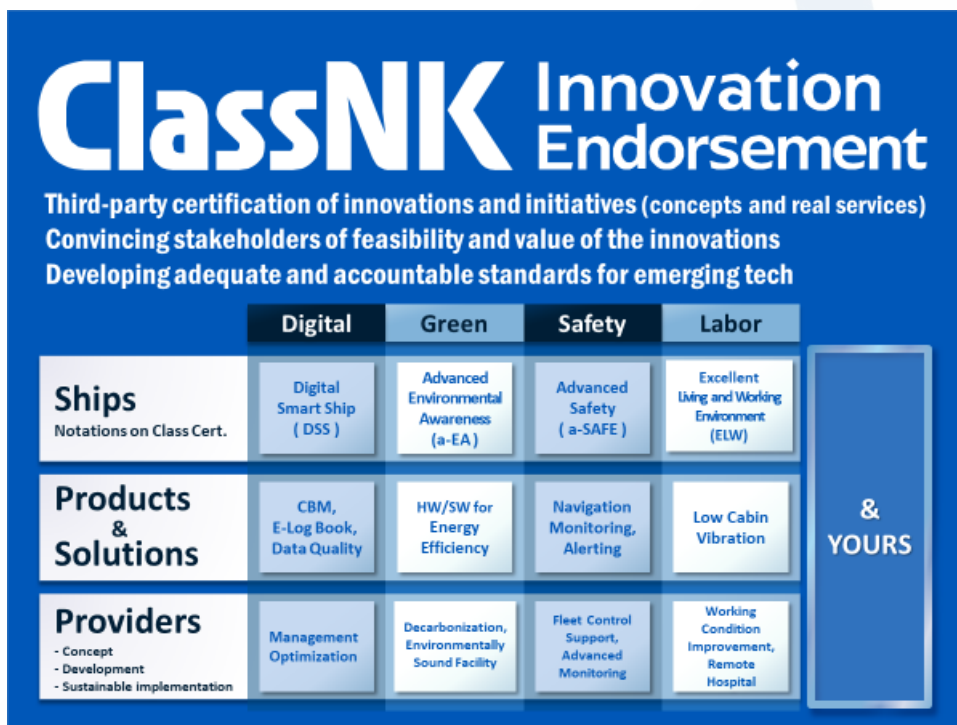 ClassNK Innovation
Endorsement
Third-party certification of innovations and initiatives (concepts and real services)
Convincing stakeholders of feasibility and value of the innovations
Developing adequate and accountable standards for emerging tech
Digital
Green
Safety
Labor
Ships
Notations on Class Cert.
Digital
Smart Ship
( DSS )
Advanced
Environmental
Awareness
(a-EA )
Advanced
Safety
( a-SAFE )
Excellent
Living and Working
Environment
(ELW)
Products
&
Solutions
CBM,
E-Log Book,
Data Quality
HW/SW for
Energy
Efficiency
Navigation
Monitoring,
Alerting
Low Cabin
Vibration
Providers
- Concept
- Development
- Sustainable implementation
Management
Optimization
Decarbonization,
Environmentally
Sound Facility
Fleet Control
Support,
Advanced
Monitoring
Working
Condition
Improvement,
Remote
Hospital
&
YOURS